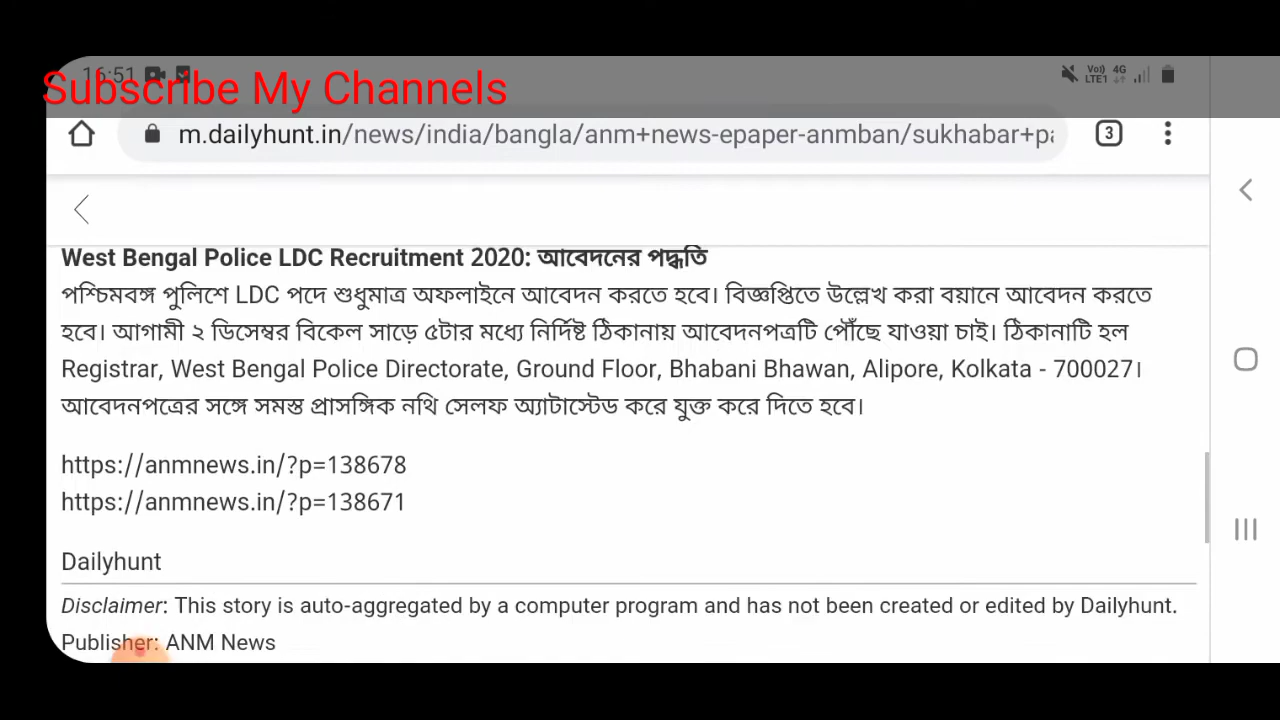 16:51
Subscribe My Channels
Vo)) LTE1 4G
m.dailyhunt.in/news/india/bangla/anm+news-epaper-anmban/sukhabar+pa
3
West Bengal Police LDC Recruitment 2020: আবেদনের পদ্ধতি
পশ্চিমবঙ্গ পুলিশে LDC পদে শুধুমাত্র অফলাইনে আবেদন করতে হবে। বিজ্ঞপ্তিতে উল্লেখ করা বয়ানে আবেদন করতে
হবে। আগামী ২ ডিসেম্বর বিকেল সাড়ে ৫টার মধ্যে নির্দিষ্ট ঠিকানায় আবেদনপত্রটি পৌঁছে যাওয়া চাই। ঠিকানাটি হল
Registrar, West Bengal Police Directorate, Ground Floor, Bhabani Bhawan, Alipore, Kolkata - 700027।
আবেদনপত্রের সঙ্গে সমস্ত প্রাসঙ্গিক নথি সেলফ অ্যাটাস্টেড করে যুক্ত করে দিতে হবে।
https://anmnews.in/?p=138678
https://anmnews.in/?p=138671
Dailyhunt
Disclaimer: This story is auto-aggregated by a computer program and has not been created or edited by Dailyhunt.
Publisher: ANM News